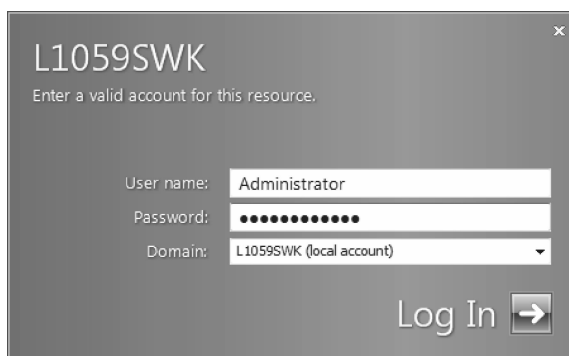 L1059SWK
Enter a valid account for this resource.
User name: Administrator
Password: ●●●●●●●●●●●●
Domain: L1059SWK (local account)
Log In